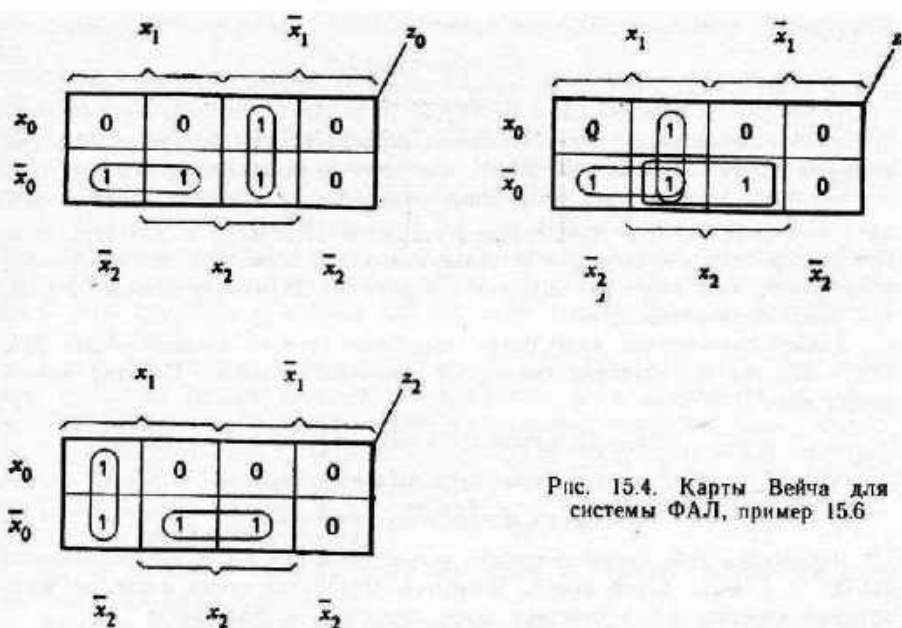 x₁ x̄₁ z₀
x₀ 0 0 1 0
x̄₀ 1 1 1 0
x̄₂ x₂ x̄₂
x₁ x̄₁ z
x₀ 0 1 0 0
x̄₀ 1 1 1 0
x̄₂ x₂ x̄₂
x₁ x̄₁ z₂
x₀ 1 0 0 0
x̄₀ 1 1 1 0
x̄₂ x₂ x̄₂
Рис. 15.4. Карты Вейча для
системы ФАЛ, пример 15.6